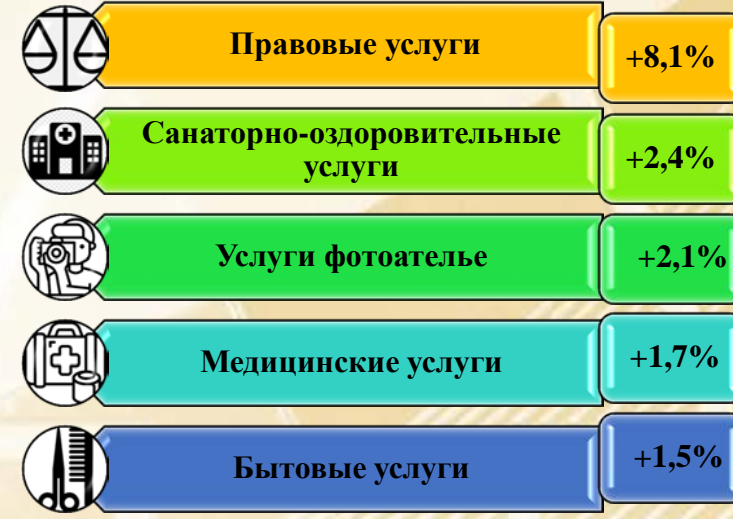 Правовые услуги
+8,1%
Санаторно-оздоровительные
услуги
+2,4%
Услуги фотоателье
+2,1%
Медицинские услуги
+1,7%
Бытовые услуги
+1,5%